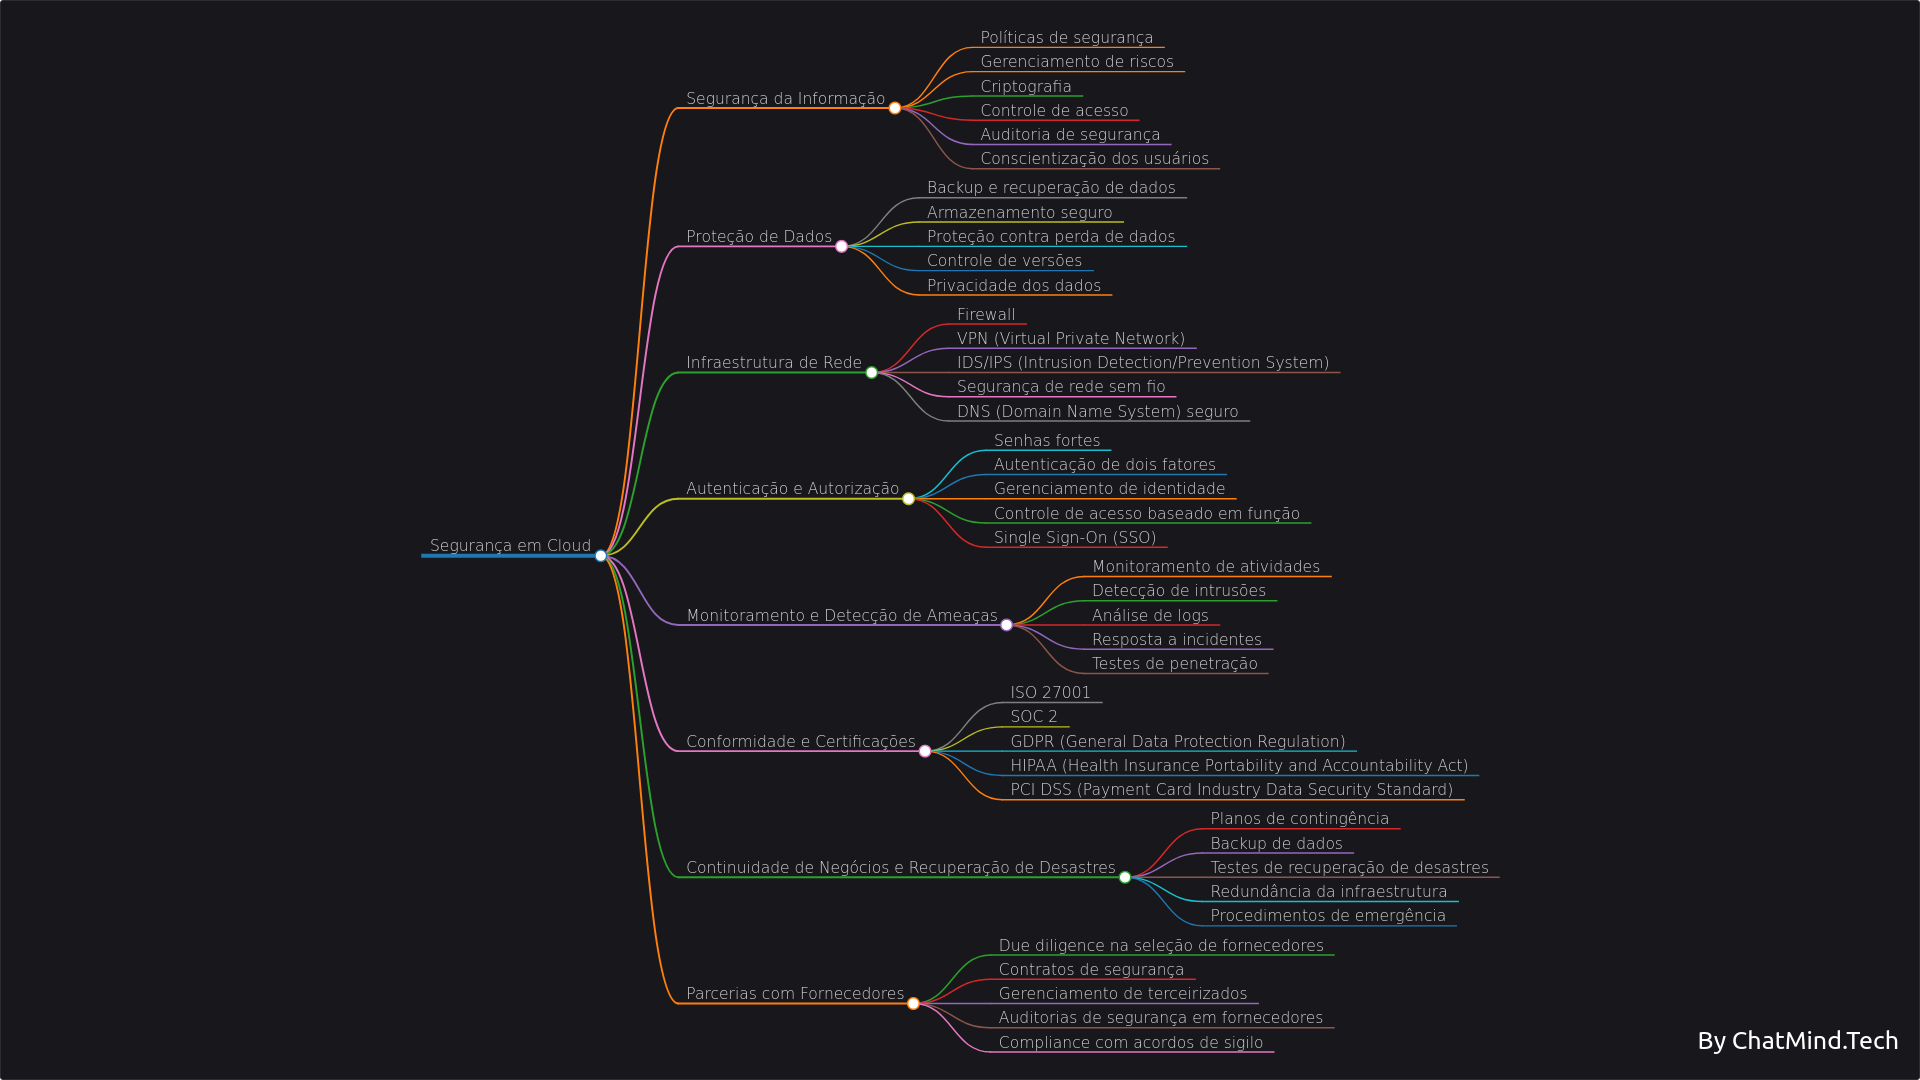 Segurança em Cloud
Segurança da Informação
Políticas de segurança
Gerenciamento de riscos
Criptografia
Controle de acesso
Auditoria de segurança
Conscientização dos usuários
Proteção de Dados
Backup e recuperação de dados
Armazenamento seguro
Proteção contra perda de dados
Controle de versões
Privacidade dos dados
Infraestrutura de Rede
Firewall
VPN (Virtual Private Network)
IDS/IPS (Intrusion Detection/Prevention System)
Segurança de rede sem fio
DNS (Domain Name System) seguro
Autenticação e Autorização
Senhas fortes
Autenticação de dois fatores
Gerenciamento de identidade
Controle de acesso baseado em função
Single Sign-On (SSO)
Monitoramento e Detecção de Ameaças
Monitoramento de atividades
Detecção de intrusões
Análise de logs
Resposta a incidentes
Testes de penetração
Conformidade e Certificações
ISO 27001
SOC 2
GDPR (General Data Protection Regulation)
HIPAA (Health Insurance Portability and Accountability Act)
PCI DSS (Payment Card Industry Data Security Standard)
Continuidade de Negócios e Recuperação de Desastres
Planos de contingência
Backup de dados
Testes de recuperação de desastres
Redundância da infraestrutura
Procedimentos de emergência
Parcerias com Fornecedores
Due diligence na seleção de fornecedores
Contratos de segurança
Gerenciamento de terceirizados
Auditorias de segurança em fornecedores
Compliance com acordos de sigilo
By ChatMind.Tech